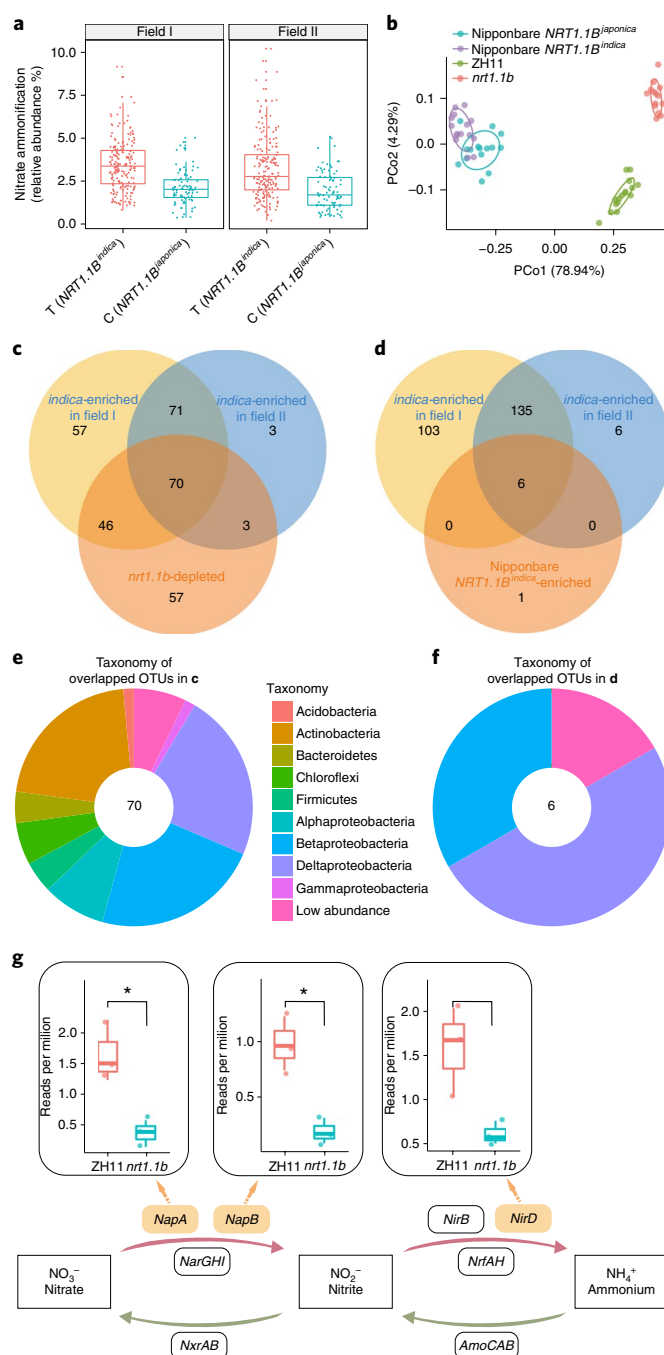 a
Field I
Field II
Nitrate ammonification
(relative abundance %)
10.0
7.5
5.0
2.5
0.0
T (NRT1.1B^indica)
C (NRT1.1B^japonica)
T (NRT1.1B^indica)
C (NRT1.1B^japonica)
b
Nipponbare NRT1.1B^japonica
Nipponbare NRT1.1B^indica
ZH11
nrt1.1b
PCo2 (4.29%)
0.1
0.0
−0.1
−0.25
0.00
0.25
PCo1 (78.94%)
c
indica-enriched
in field I
57
71
indica-enriched
in field II
3
70
46
3
nrt1.1b-depleted
57
d
indica-enriched
in field I
103
135
indica-enriched
in field II
6
6
0
0
Nipponbare
NRT1.1B^indica-enriched
1
e
Taxonomy of
overlapped OTUs in c
70
Taxonomy
Acidobacteria
Actinobacteria
Bacteroidetes
Chloroflexi
Firmicutes
Alphaproteobacteria
Betaproteobacteria
Deltaproteobacteria
Gammaproteobacteria
Low abundance
f
Taxonomy of
overlapped OTUs in d
6
g
Reads per milion
2.0
1.5
1.0
0.5
*
ZH11 nrt1.1b
Reads per milion
1.0
0.5
*
ZH11 nrt1.1b
Reads per milion
2.0
1.5
1.0
0.5
ZH11 nrt1.1b
NapA
NapB
NirB
NirD
NarGHI
NrfAH
NO₃⁻
Nitrate
NO₂⁻
Nitrite
NH₄⁺
Ammonium
NxrAB
AmoCAB